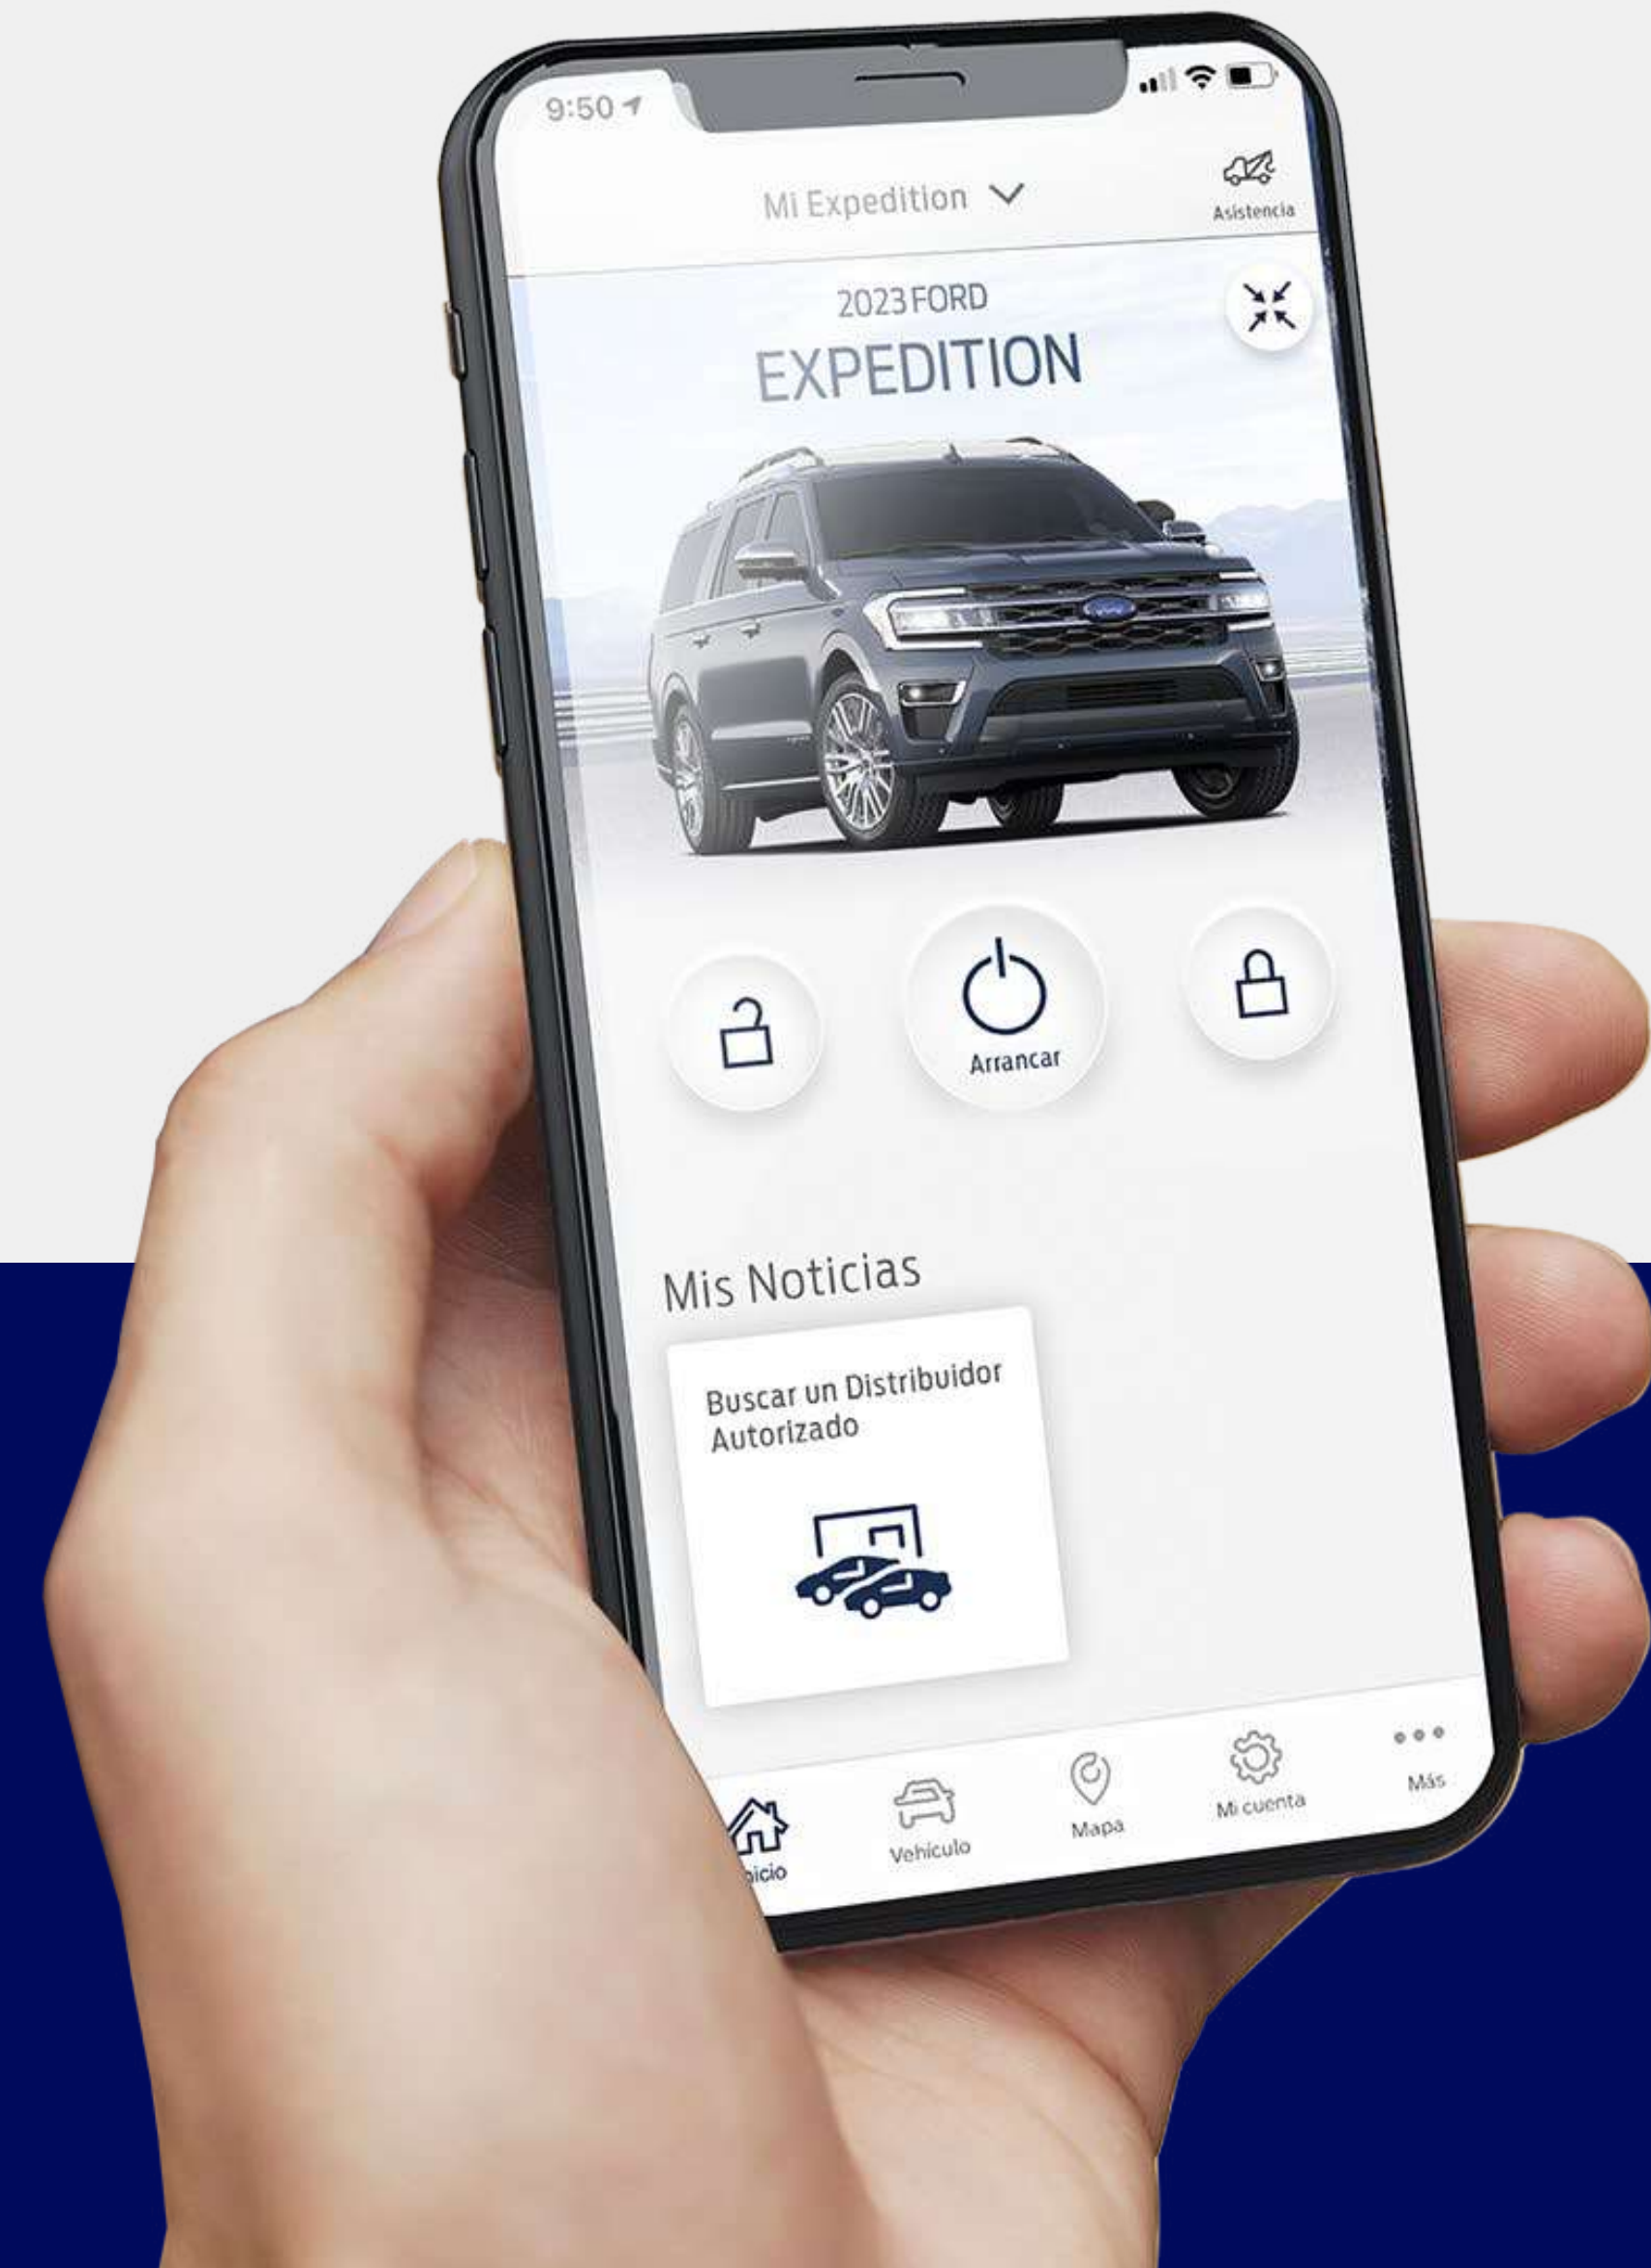 9:50
Mi Expedition
Asistencia
2023 FORD
EXPEDITION
Arrancar
Mis Noticias
Buscar un Distribuidor
Autorizado
icio
Vehículo
Mapa
Mi cuenta
Más